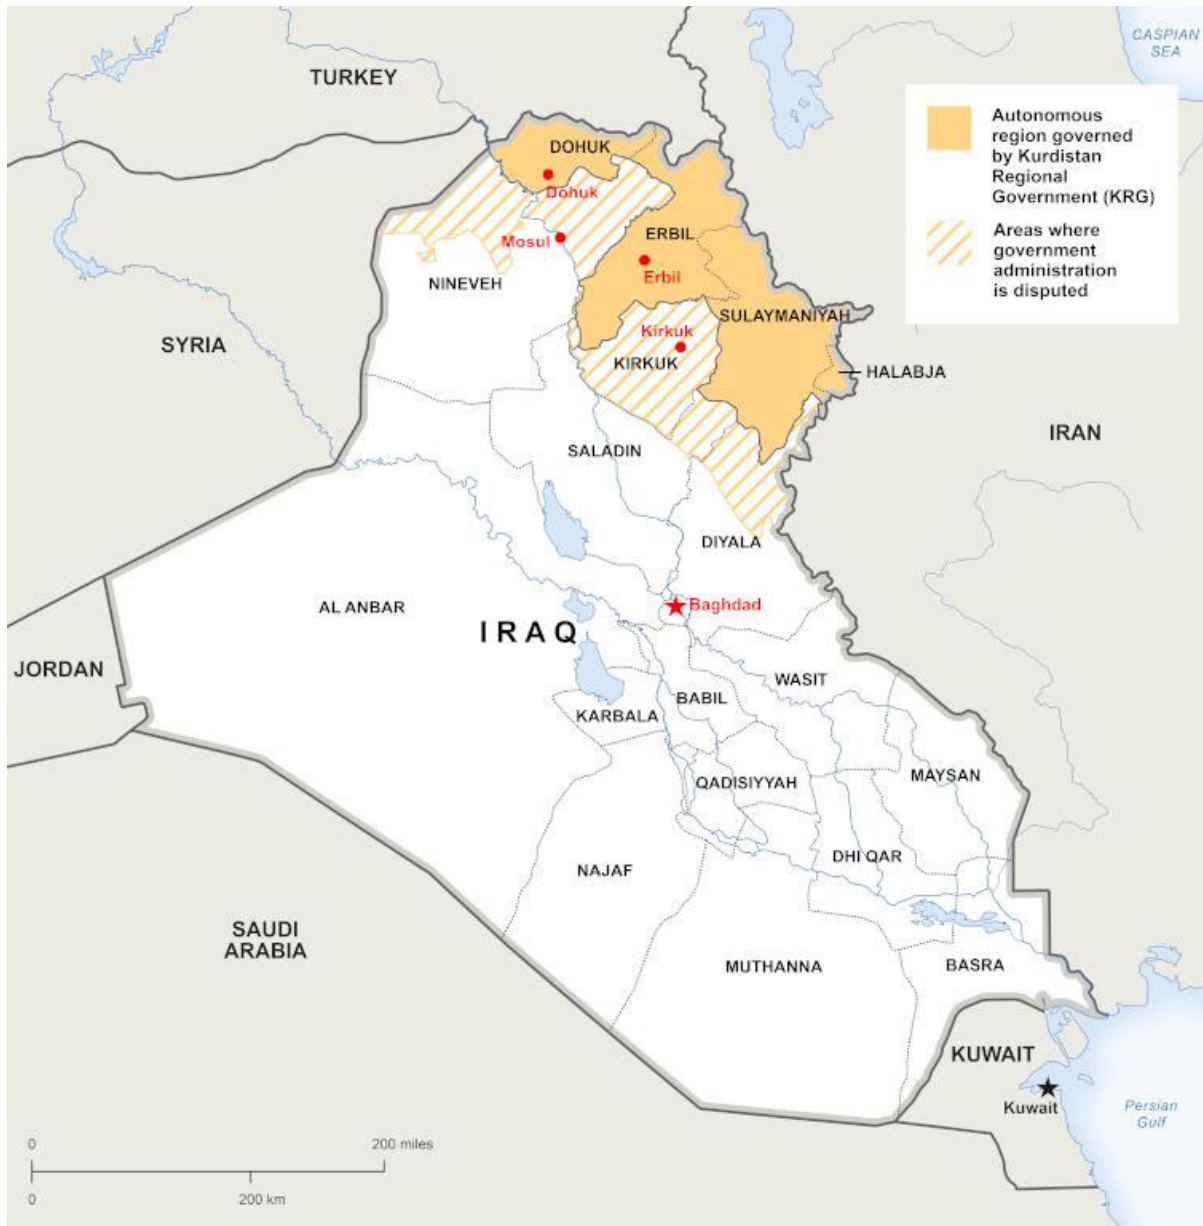 CASPIAN
SEA
TURKEY
Autonomous
region governed
by Kurdistan
Regional
Government (KRG)
Areas where
government
administration
is disputed
DOHUK
Dohuk
Mosul
ERBIL
Erbil
NINEVEH
SULAYMANIYAH
Kirkuk
KIRKUK
HALABJA
SYRIA
IRAN
SALADIN
DIYALA
AL ANBAR
Baghdad
IRAQ
JORDAN
WASIT
BABIL
KARBALA
QADISIYYAH
MAYSAN
DHI QAR
NAJAF
SAUDI
ARABIA
MUTHANNA
BASRA
KUWAIT
Kuwait
Persian
Gulf
0
200 miles
0
200 km